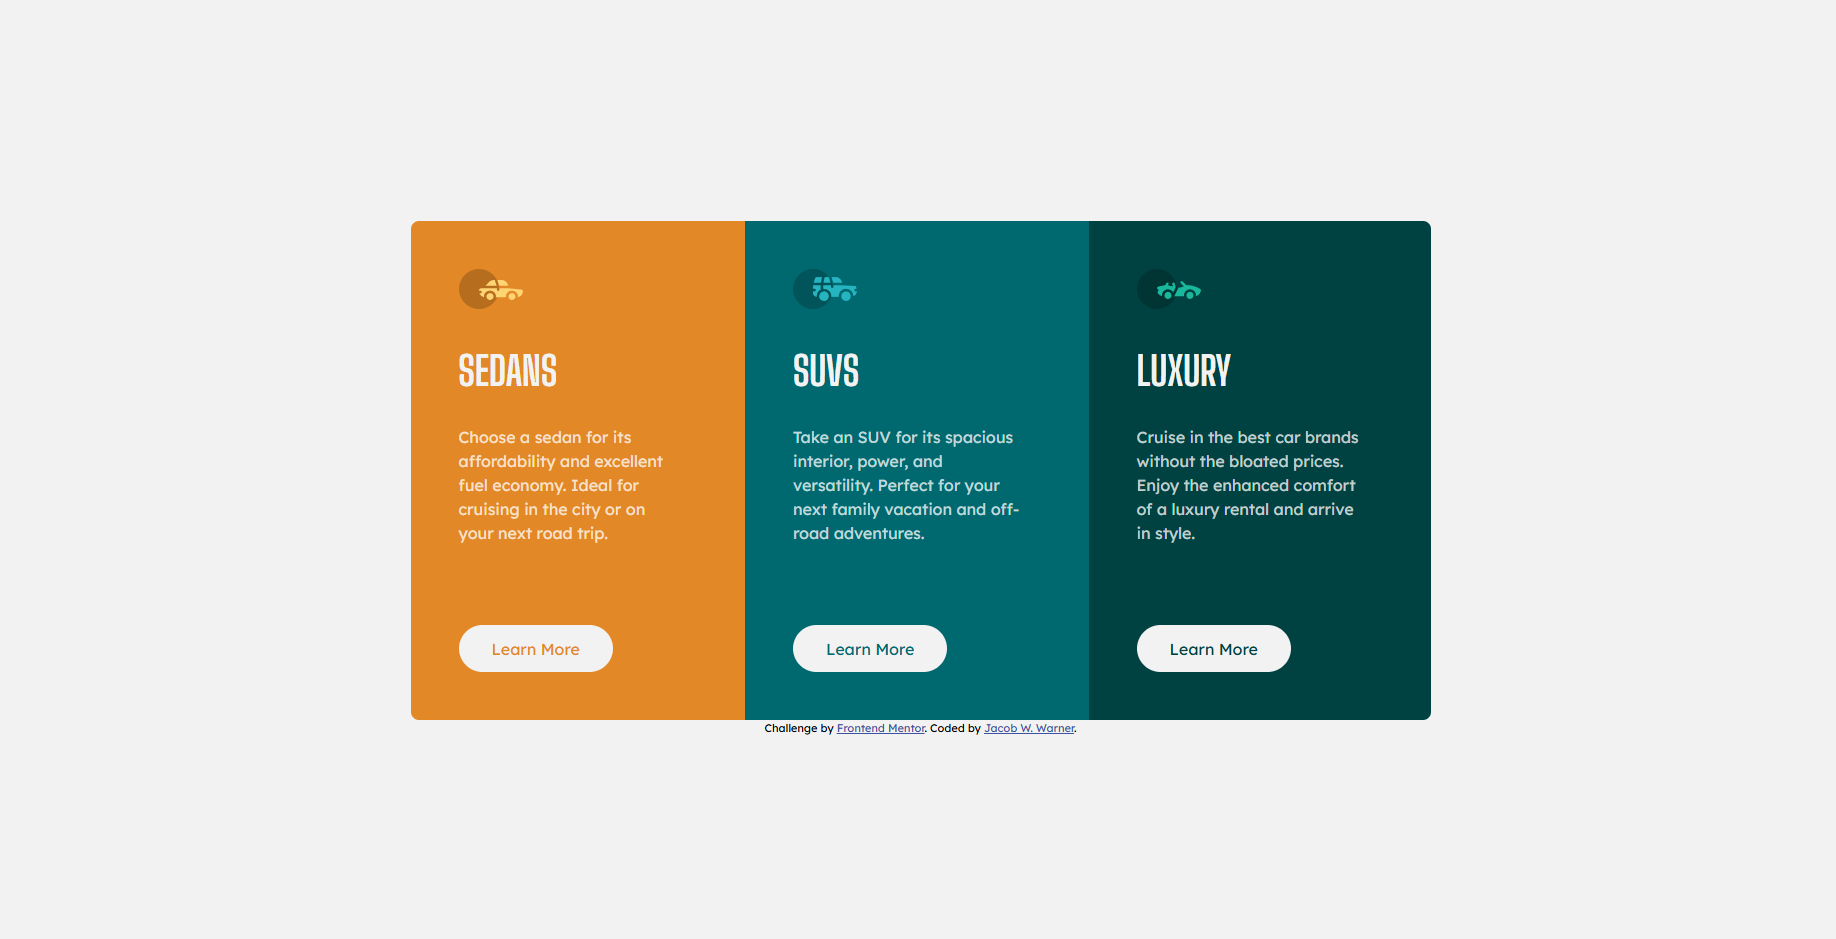 SEDANS
Choose a sedan for its
affordability and excellent
fuel economy. Ideal for
cruising in the city or on
your next road trip.
Learn More
SUVS
Take an SUV for its spacious
interior, power, and
versatility. Perfect for your
next family vacation and off-
road adventures.
Learn More
LUXURY
Cruise in the best car brands
without the bloated prices.
Enjoy the enhanced comfort
of a luxury rental and arrive
in style.
Learn More
Challenge by Frontend Mentor. Coded by Jacob W. Warner.